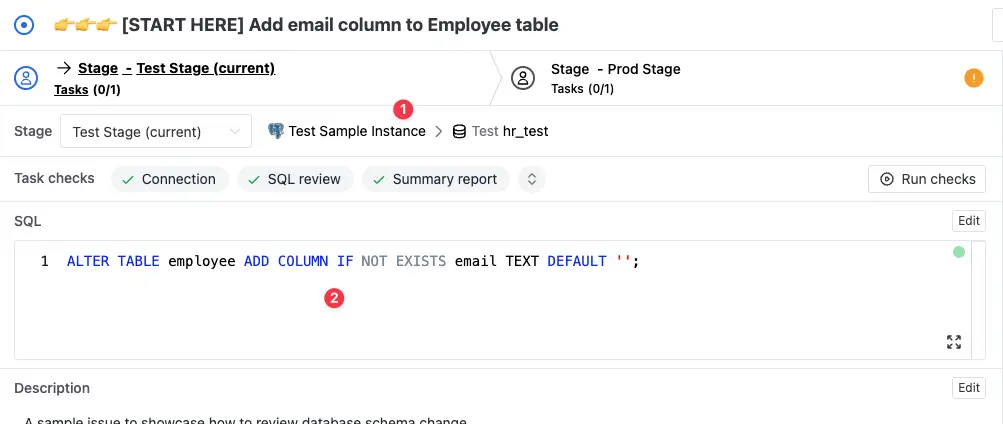 👉👉👉 [START HERE] Add email column to Employee table
→ Stage - Test Stage (current)
Tasks (0/1)
Stage - Prod Stage
Tasks (0/1)
!
1
Stage Test Stage (current) Test Sample Instance > Test hr_test
Task checks Connection SQL review Summary report Run checks
SQL Edit
1 ALTER TABLE employee ADD COLUMN IF NOT EXISTS email TEXT DEFAULT '';
2
Description Edit
A sample issue to showcase how to review database schema change.